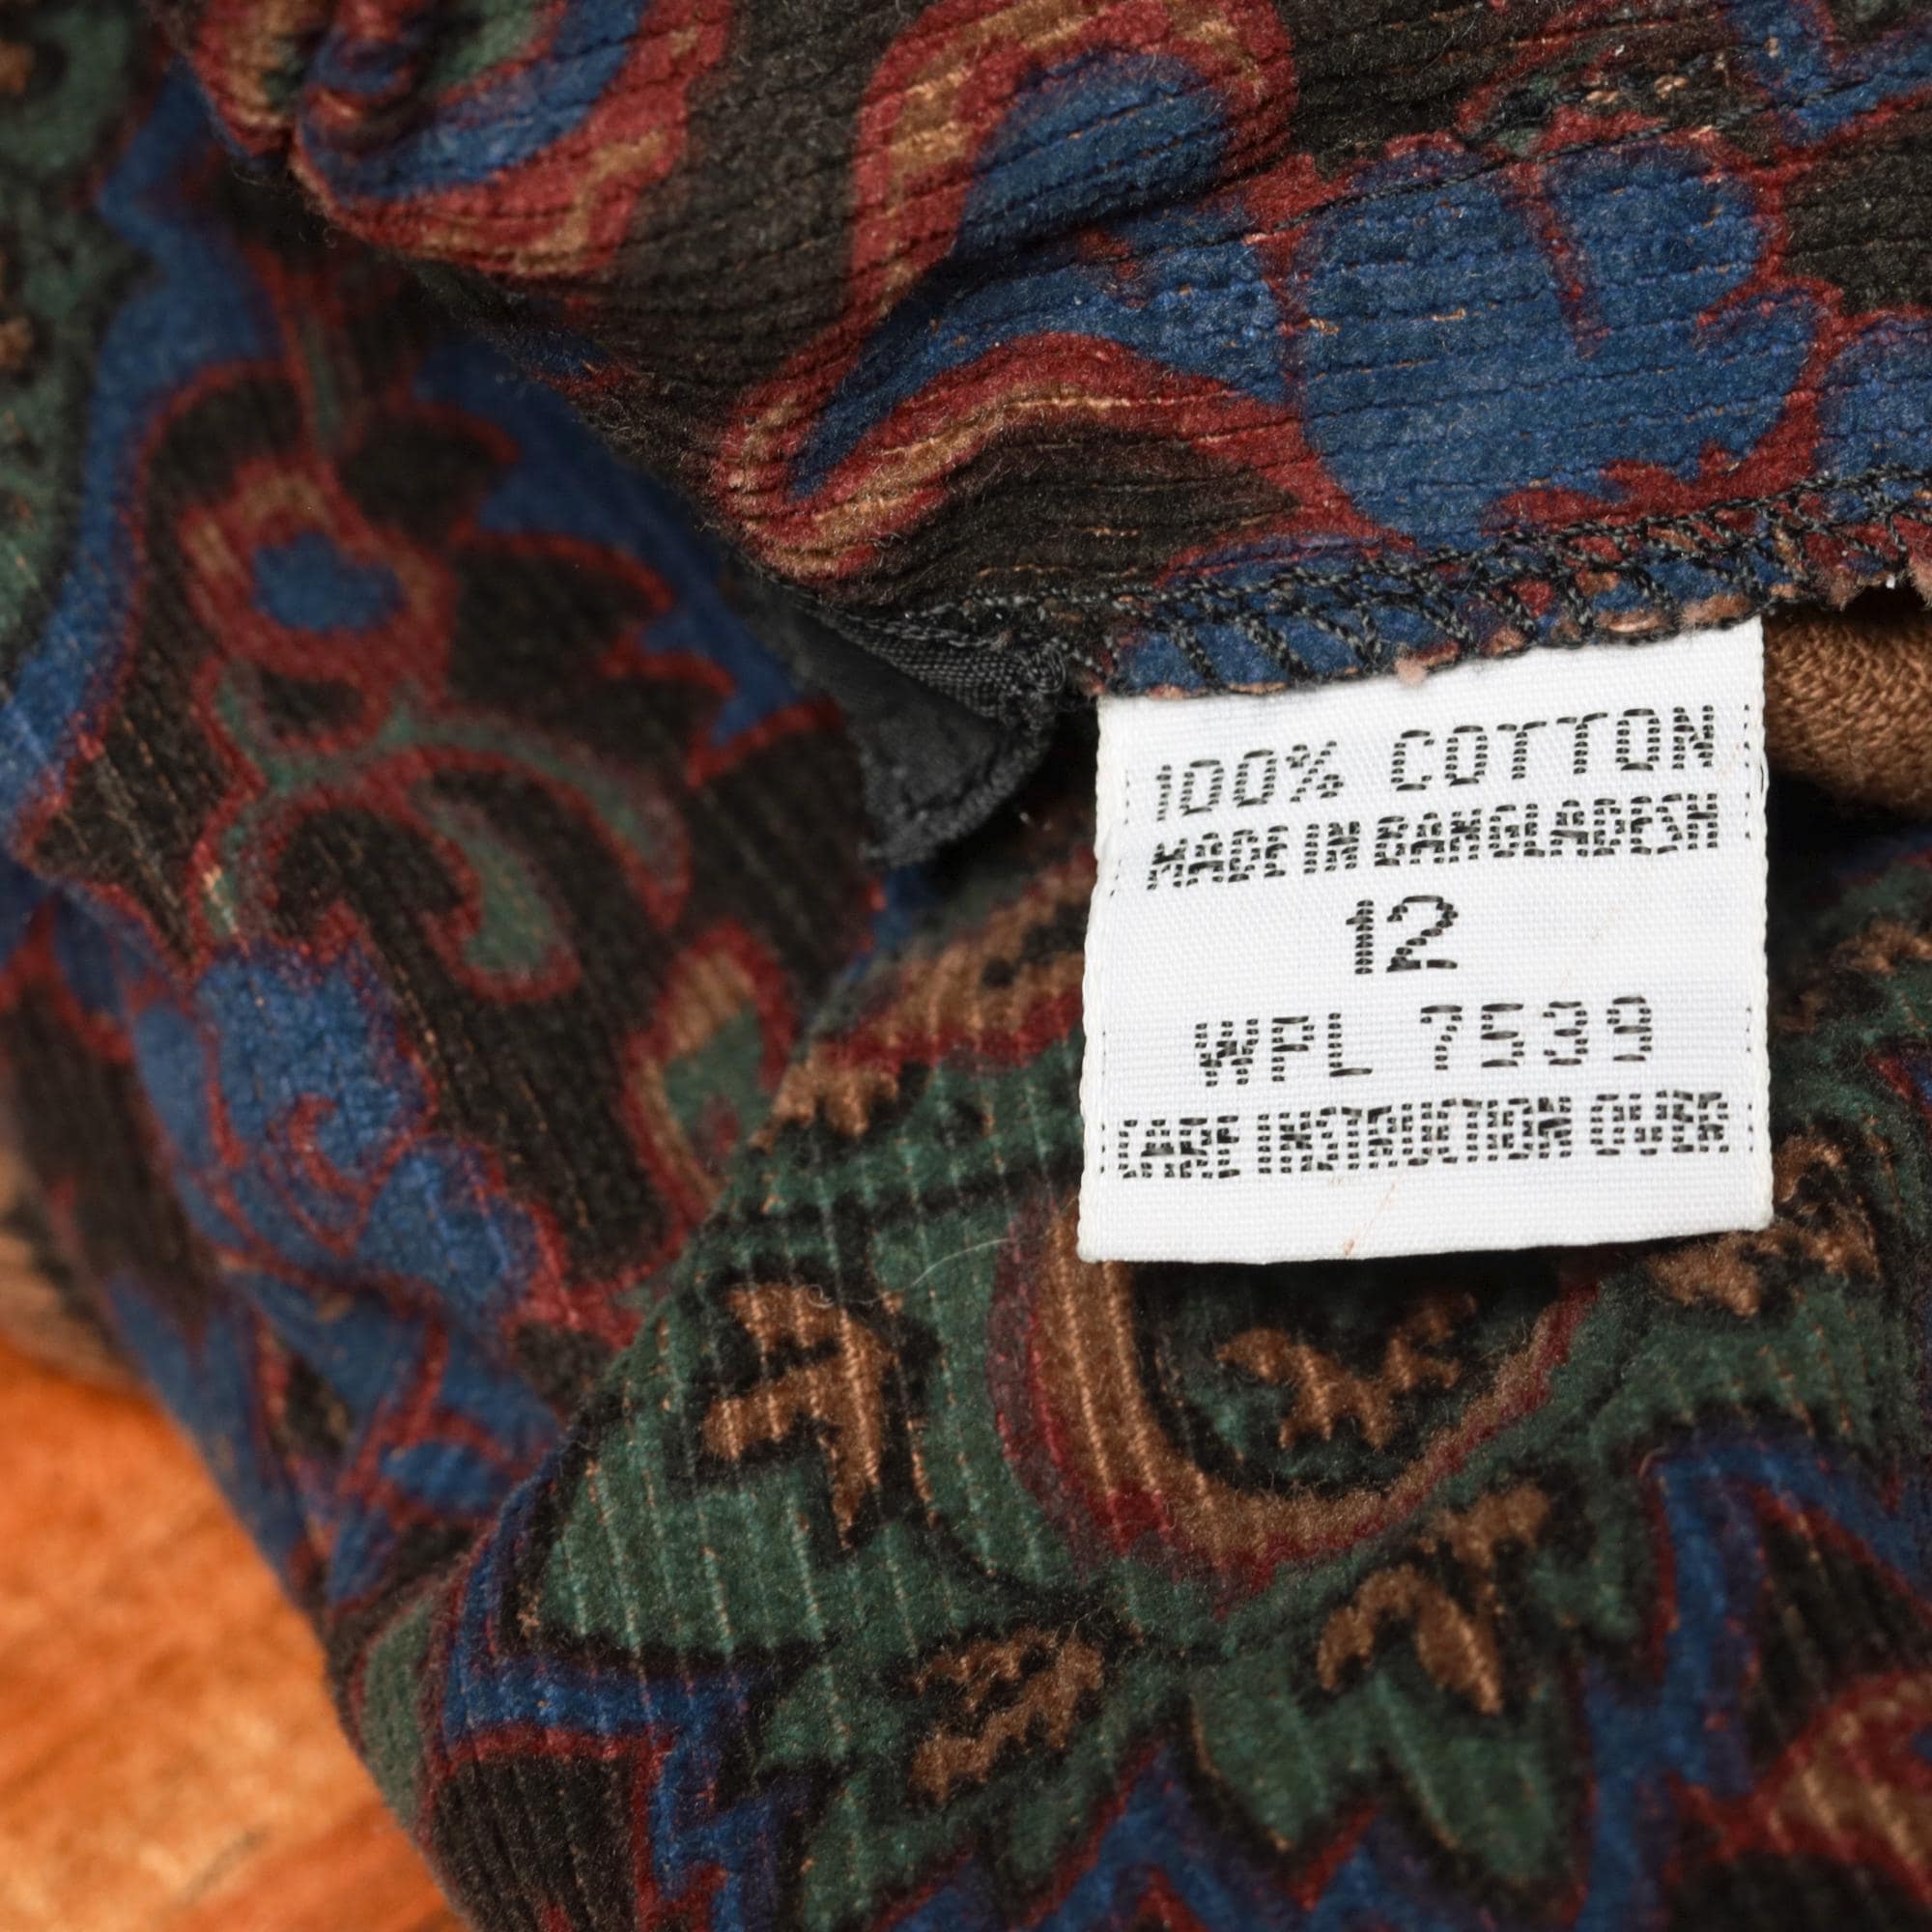 100% COTTON
MADE IN BANGLADESH
12
WPL 7539
CARE INSTRUCTION OVER